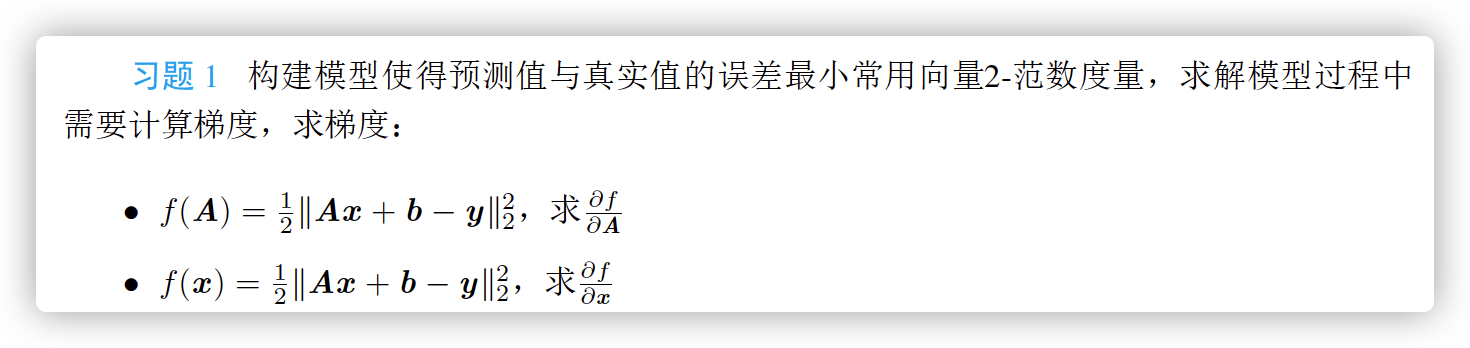 习题 1 构建模型使得预测值与真实值的误差最小常用向量2-范数度量，求解模型过程中
需要计算梯度，求梯度：
• $f(\boldsymbol{A}) = \frac{1}{2}\|\boldsymbol{A}\boldsymbol{x} + \boldsymbol{b} - \boldsymbol{y}\|_2^2$，求$\frac{\partial f}{\partial \boldsymbol{A}}$
• $f(\boldsymbol{x}) = \frac{1}{2}\|\boldsymbol{A}\boldsymbol{x} + \boldsymbol{b} - \boldsymbol{y}\|_2^2$，求$\frac{\partial f}{\partial \boldsymbol{x}}$